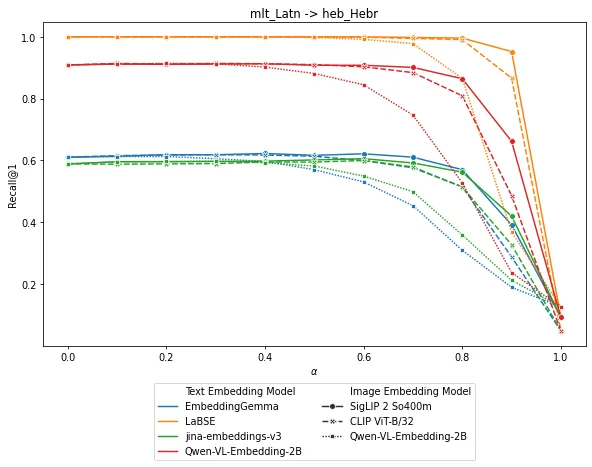 mlt_Latn -> heb_Hebr
Recall@1
1.0
0.8
0.6
0.4
0.2
0.0 0.2 0.4 0.6 0.8 1.0
α
Text Embedding Model Image Embedding Model
EmbeddingGemma SigLIP 2 So400m
LaBSE CLIP ViT-B/32
jina-embeddings-v3 Qwen-VL-Embedding-2B
Qwen-VL-Embedding-2B